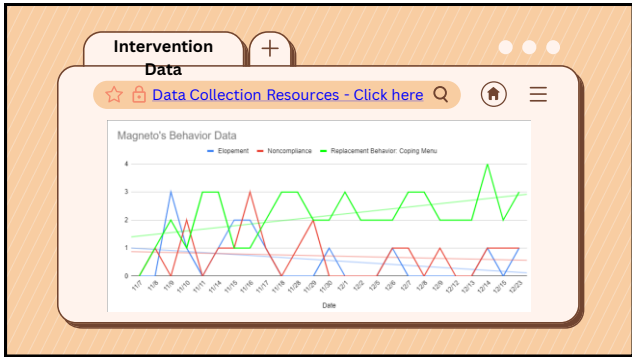 Intervention
Data
Data Collection Resources - Click here
Magneto's Behavior Data
Elopement Noncompliance Replacement Behavior: Coping Menu
4
3
2
1
0
11/7 11/8 11/9 11/10 11/11 11/14 11/15 11/16 11/17 11/18 11/28 11/29 11/30 12/1 12/2 12/5 12/6 12/7 12/8 12/9 12/12 12/13 12/14 12/15 12/23
Date